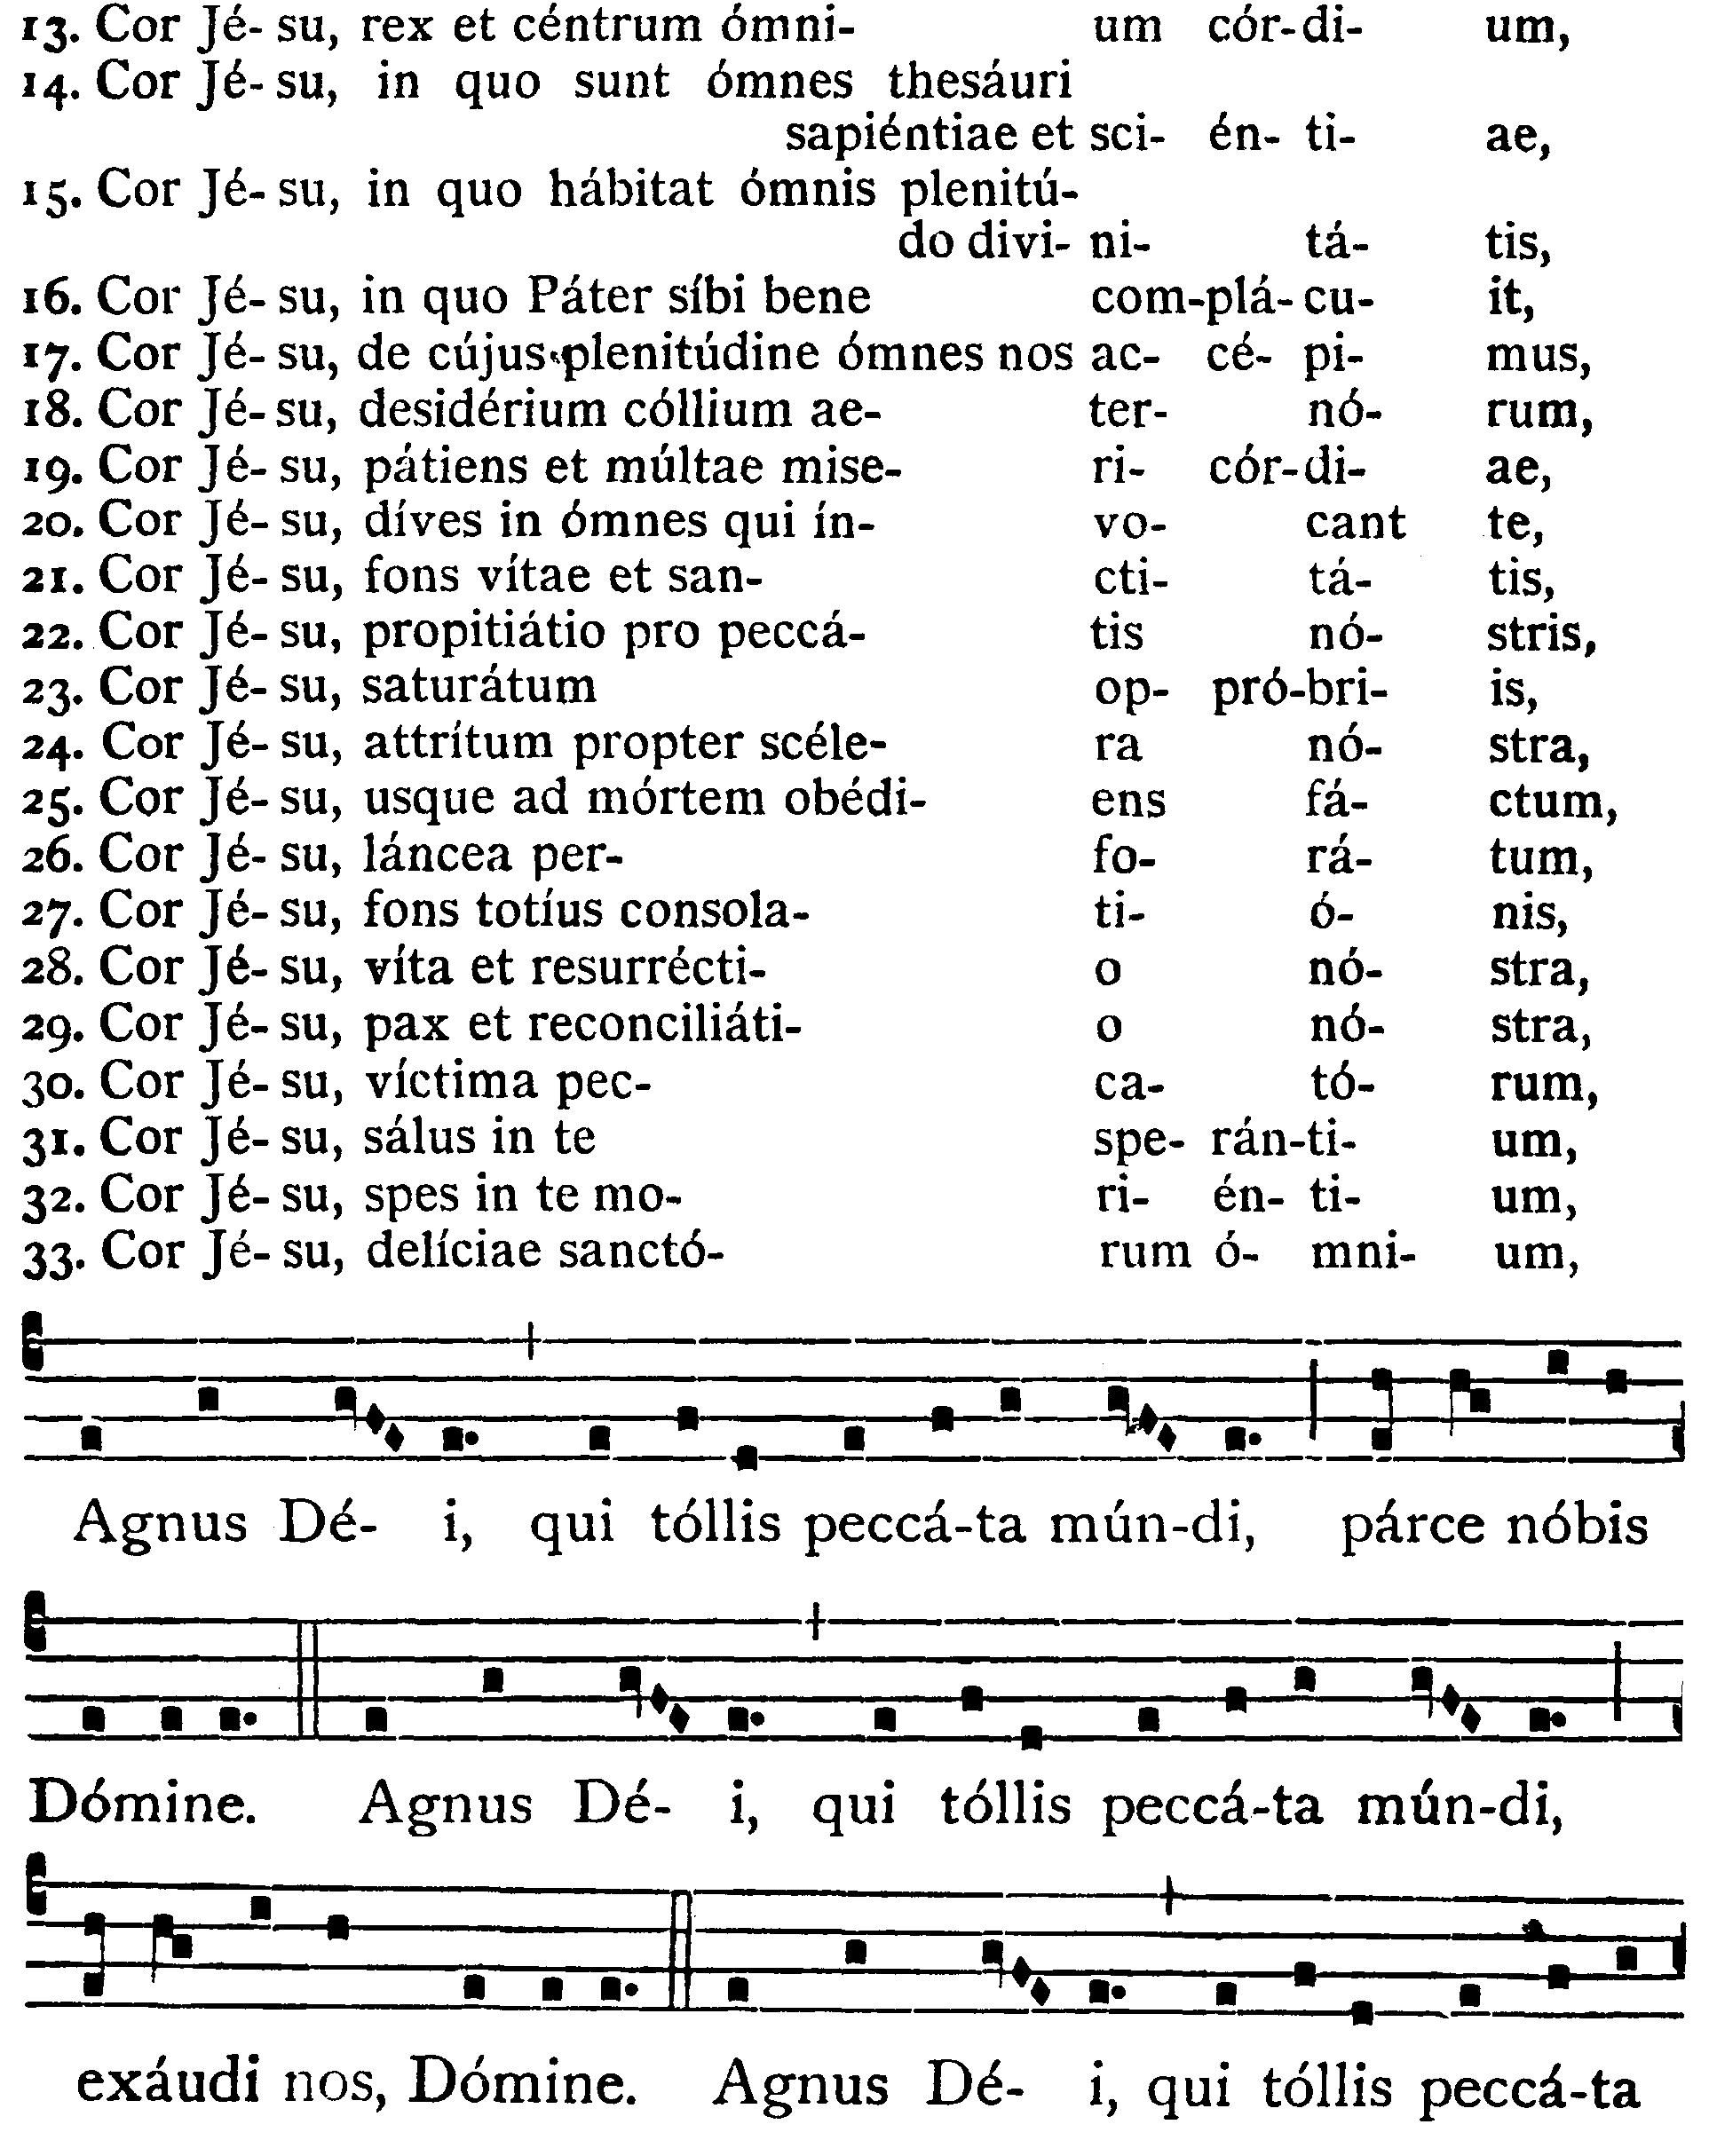 13. Cor Jé- su, rex et céntrum ómni- um cór-di- um,
14. Cor Jé- su, in quo sunt ómnes thesáuri
sapiéntiae et sci- én- ti- ae,
15. Cor Jé- su, in quo hábitat ómnis plenitú-
do divi- ni- tá- tis,
16. Cor Jé- su, in quo Páter síbi bene com-plá- cu- it,
17. Cor Jé- su, de cújus plenitúdine ómnes nos ac- cé- pi- mus,
18. Cor Jé- su, desidérium cóllium ae- ter- nó- rum,
19. Cor Jé- su, pátiens et múltae mise- ri- cór-di- ae,
20. Cor Jé- su, díves in ómnes qui ín- vo- cant te,
21. Cor Jé- su, fons vítae et san- cti- tá- tis,
22. Cor Jé- su, propitiátio pro peccá- tis nó- stris,
23. Cor Jé- su, saturátum op- pró-bri- is,
24. Cor Jé- su, attrítum propter scéle- ra nó- stra,
25. Cor Jé- su, usque ad mórtem obédi- ens fá- ctum,
26. Cor Jé- su, láncea per- fo- rá- tum,
27. Cor Jé- su, fons totíus consola- ti- ó- nis,
28. Cor Jé- su, víta et resurrécti- o nó- stra,
29. Cor Jé- su, pax et reconciliáti- o nó- stra,
30. Cor Jé- su, víctima pec- ca- tó- rum,
31. Cor Jé- su, sálus in te spe- rán-ti- um,
32. Cor Jé- su, spes in te mo- ri- én- ti- um,
33. Cor Jé- su, delíciae sanctó- rum ó- mni- um,
Agnus Dé- i, qui tóllis peccá-ta mún-di, párce nóbis
Dómine. Agnus Dé- i, qui tóllis peccá-ta mún-di,
exáudi nos, Dómine. Agnus Dé- i, qui tóllis peccá-ta